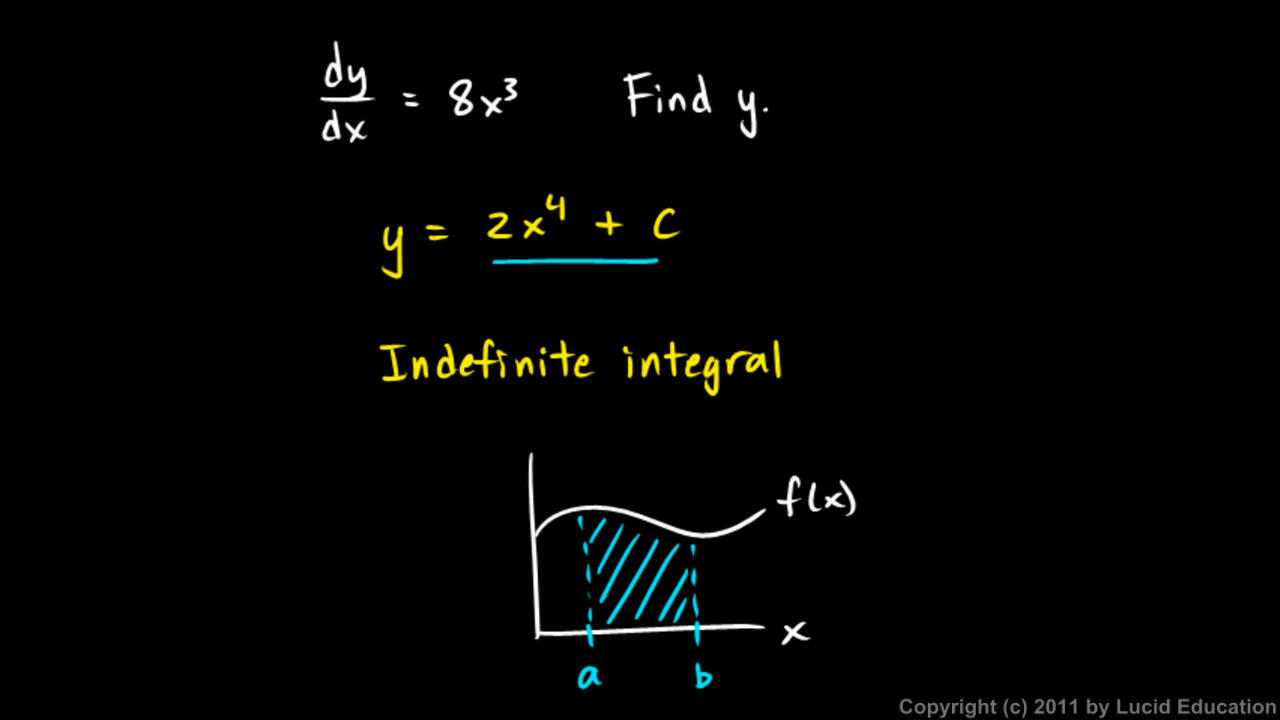 dy/dx = 8x³ Find y.
y = 2x⁴ + C
Indefinite integral
f(x)
x
a b
Copyright (c) 2011 by Lucid Education